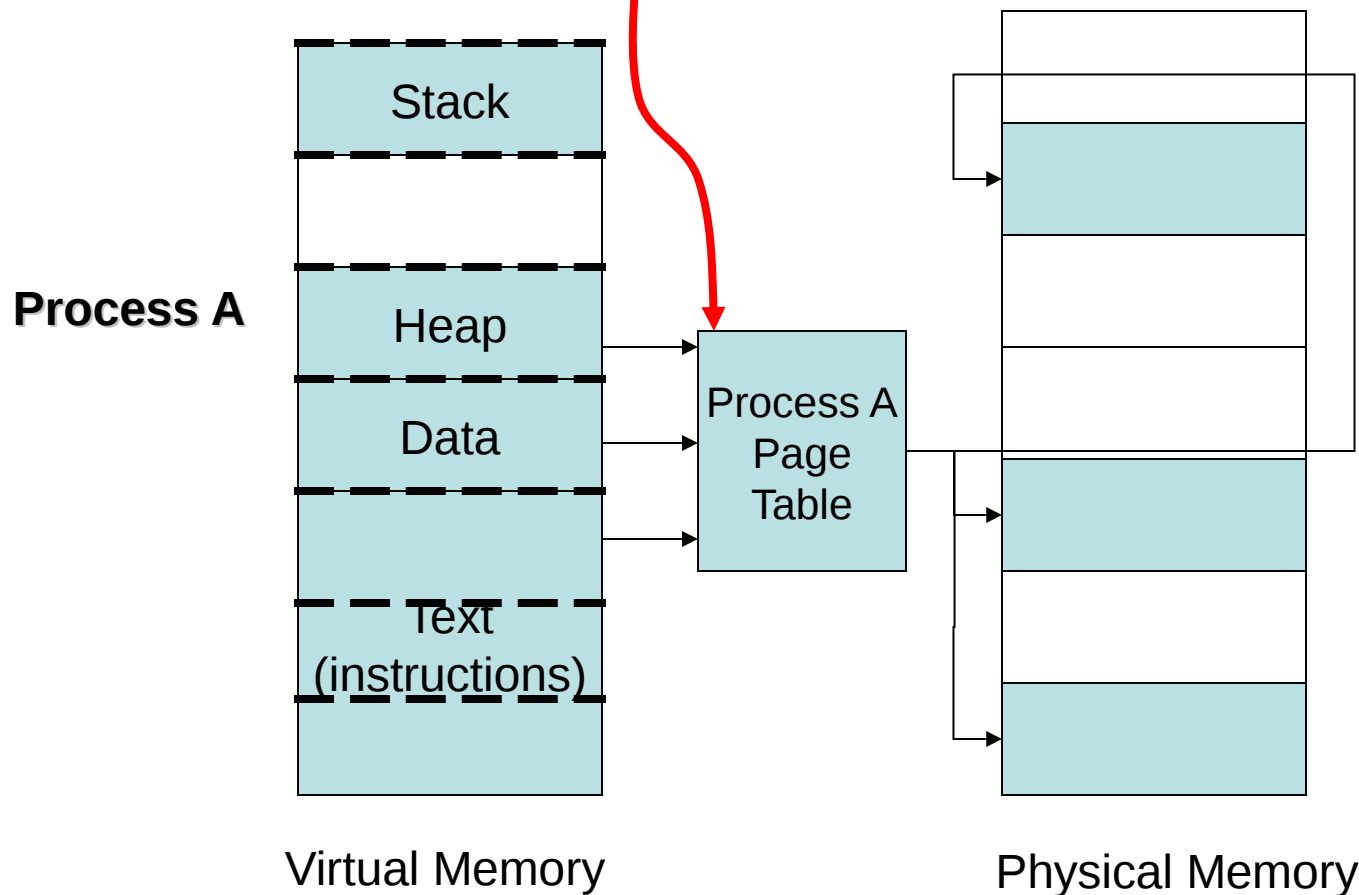 Stack
Process A
Heap
Data
Process A
Page
Table
Text
(instructions)
Virtual Memory
Physical Memory